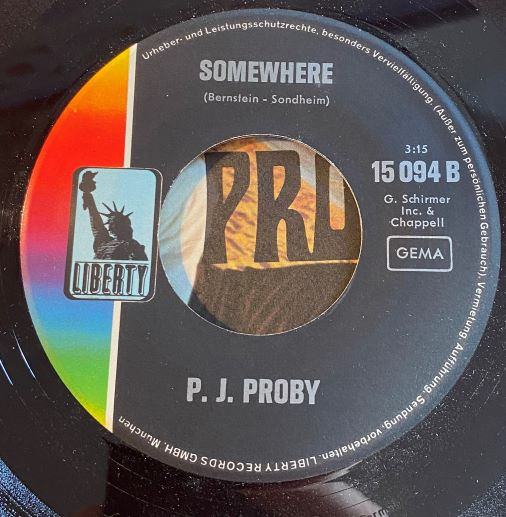 Urheber- und Leistungsschutzrechte, besonders Vervielfältigung, (Außer zum persönlichen Gebrauch), Vermietung, Aufführung, Sendung, vorbehalten. LIBERTY RECORDS GMBH, München
SOMEWHERE
(Bernstein - Sondheim)
3:15
15 094 B
G. Schirmer
Inc. &
Chappell
GEMA
LIBERTY
P. J. PROBY